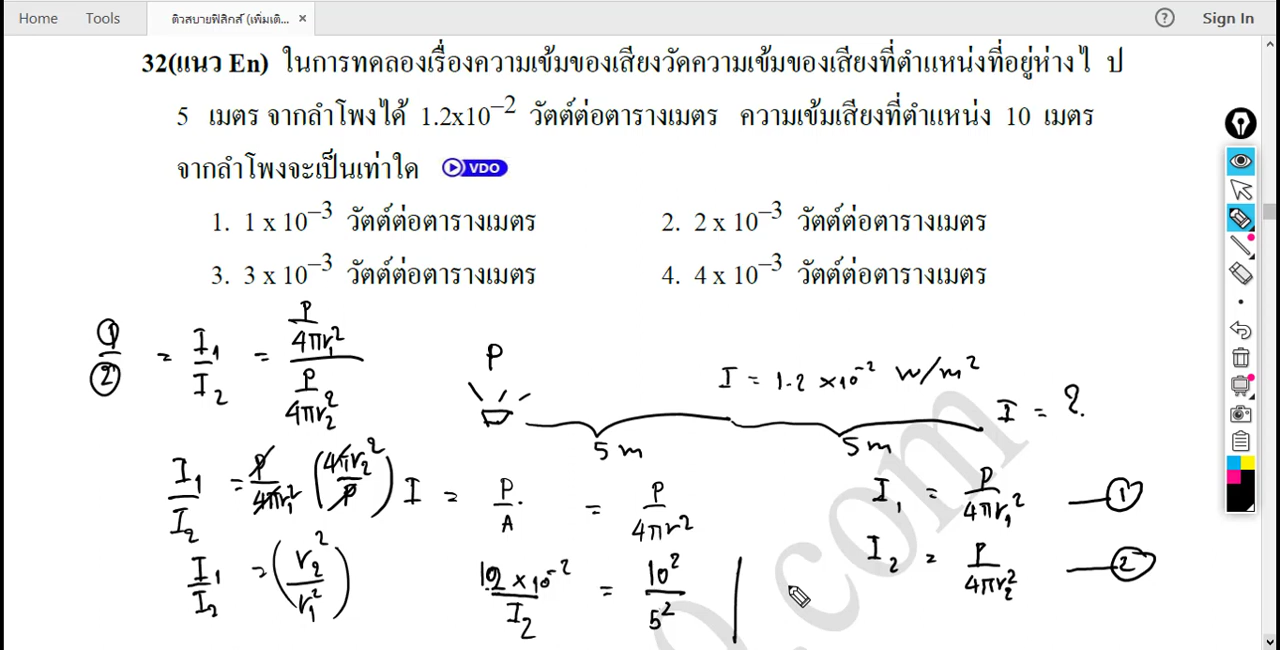 Home Tools ติวสบายฟิสิกส์ (เพิ่มเติ... × Sign In
32(แนว En) ในการทดลองเรื่องความเข้มของเสียงวัดความเข้มของเสียงที่ตำแหน่งที่อยู่ห่างไ ป
5 เมตร จากลำโพงได้ 1.2x10⁻² วัตต์ต่อตารางเมตร ความเข้มเสียงที่ตำแหน่ง 10 เมตร
จากลำโพงจะเป็นเท่าใด VDO
1. 1 x 10⁻³ วัตต์ต่อตารางเมตร 2. 2 x 10⁻³ วัตต์ต่อตารางเมตร
3. 3 x 10⁻³ วัตต์ต่อตารางเมตร 4. 4 x 10⁻³ วัตต์ต่อตารางเมตร
①/② = I₁/I₂ = (P/4πr₁²)/(P/4πr₂²)
P
I = 1.2 × 10⁻² W/m²
I = ?
5 m 5 m
I₁/I₂ = P/4πr₁² (4πr₂²/P)
I = P/A = P/4πr²
I₁ = P/4πr₁² — ①
I₁/I₂ = (r₂²/r₁²)
12 × 10⁻²/I₂ = 10²/5²
I₂ = P/4πr₂² — ②
.com